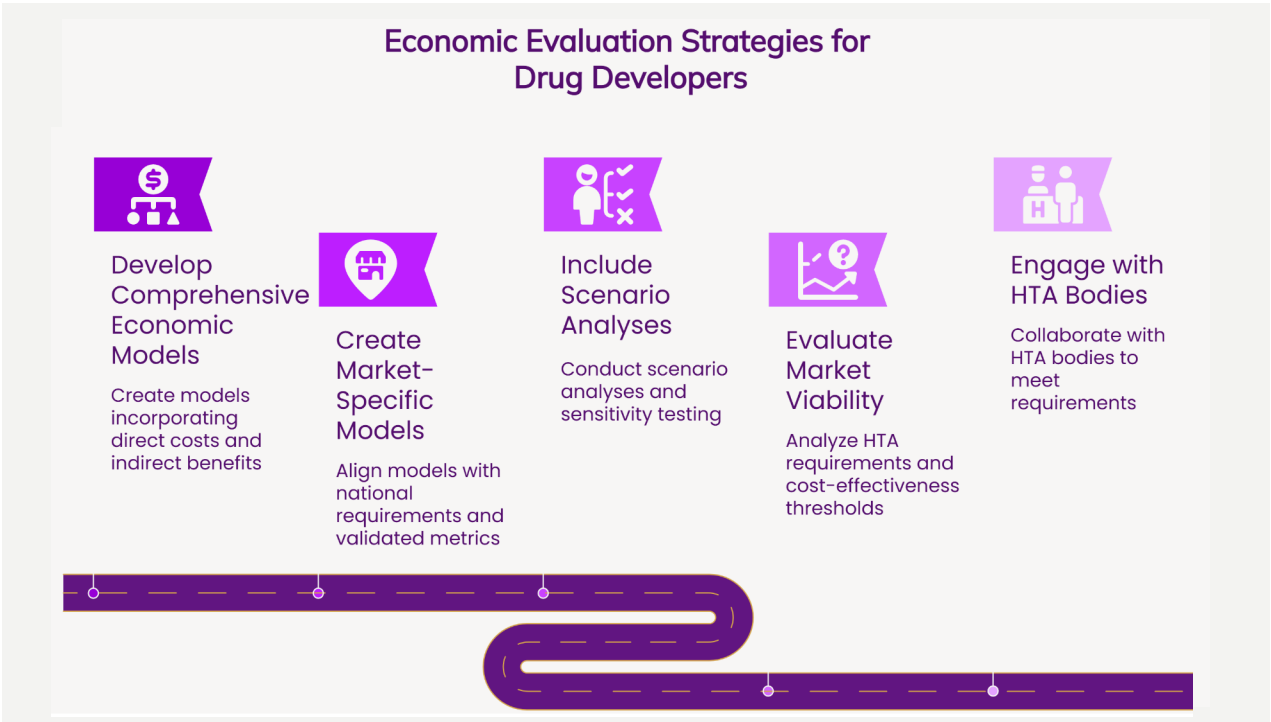 Economic Evaluation Strategies for
Drug Developers
Develop
Comprehensive
Economic
Models
Create models
incorporating
direct costs and
indirect benefits
Create
Market-
Specific
Models
Align models with
national
requirements and
validated metrics
Include
Scenario
Analyses
Conduct scenario
analyses and
sensitivity testing
Evaluate
Market
Viability
Analyze HTA
requirements and
cost-effectiveness
thresholds
Engage with
HTA Bodies
Collaborate with
HTA bodies to
meet
requirements
$
?
H